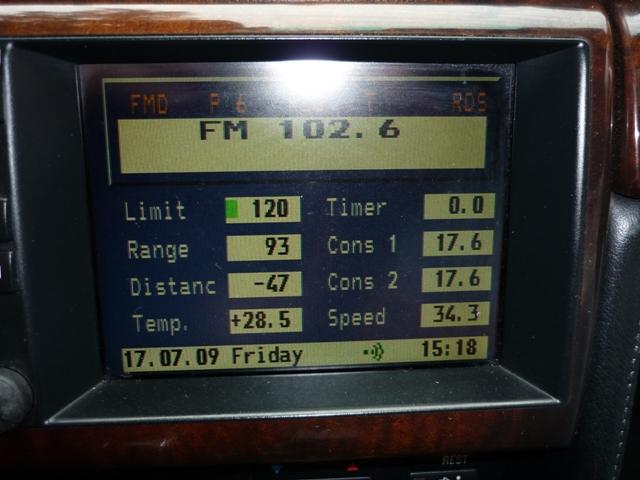 FMD P 6 T RDS
FM 102.6
Limit 120 Timer 0.0
Range 93 Cons 1 17.6
Distanc -47 Cons 2 17.6
Temp. +28.5 Speed 34.3
17.07.09 Friday 15:18
REST